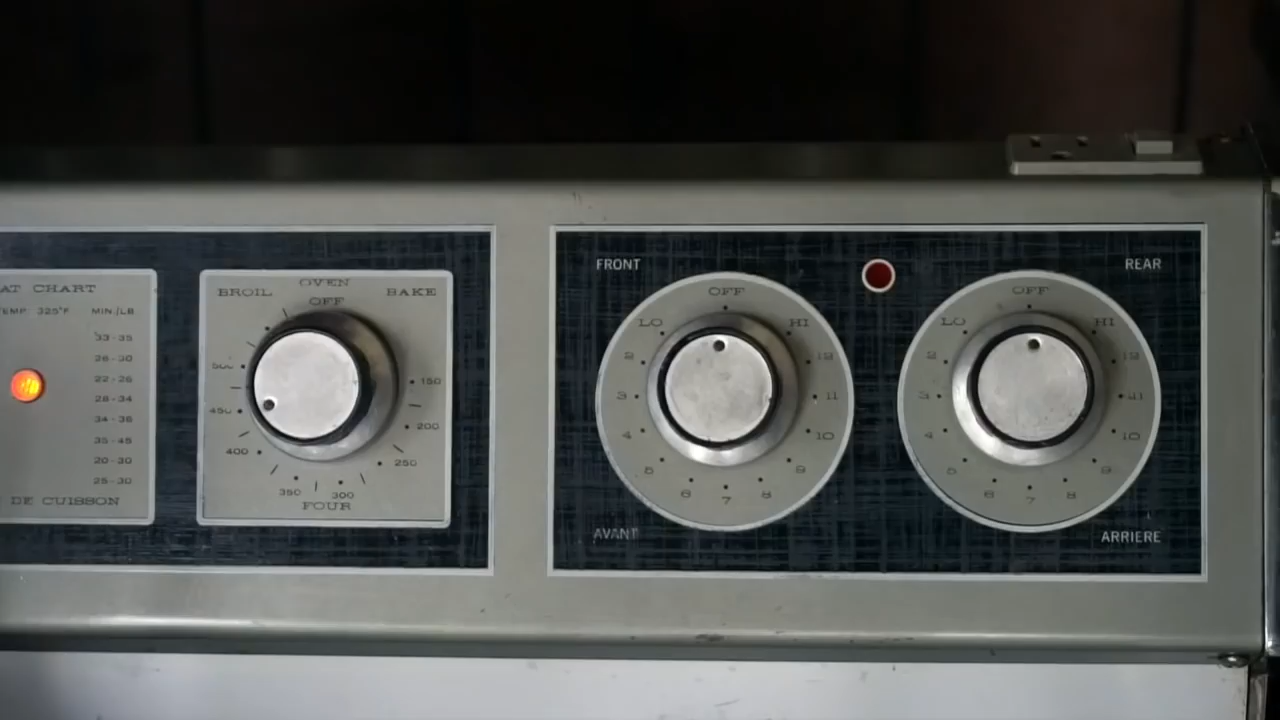 AT CHART
TEMP 325°F MIN./LB
33-35
26-30
22-26
28-34
34-36
35-45
20-30
25-30
DE CUISSON
OVEN
BROIL OFF BAKE
150
200
250
300
350
400
450
FOUR
FRONT
OFF
LO HI
2 12
3 11
4 10
5 9
6 7 8
AVANT
REAR
OFF
LO HI
2 12
3 11
4 10
5 9
6 7 8
ARRIERE